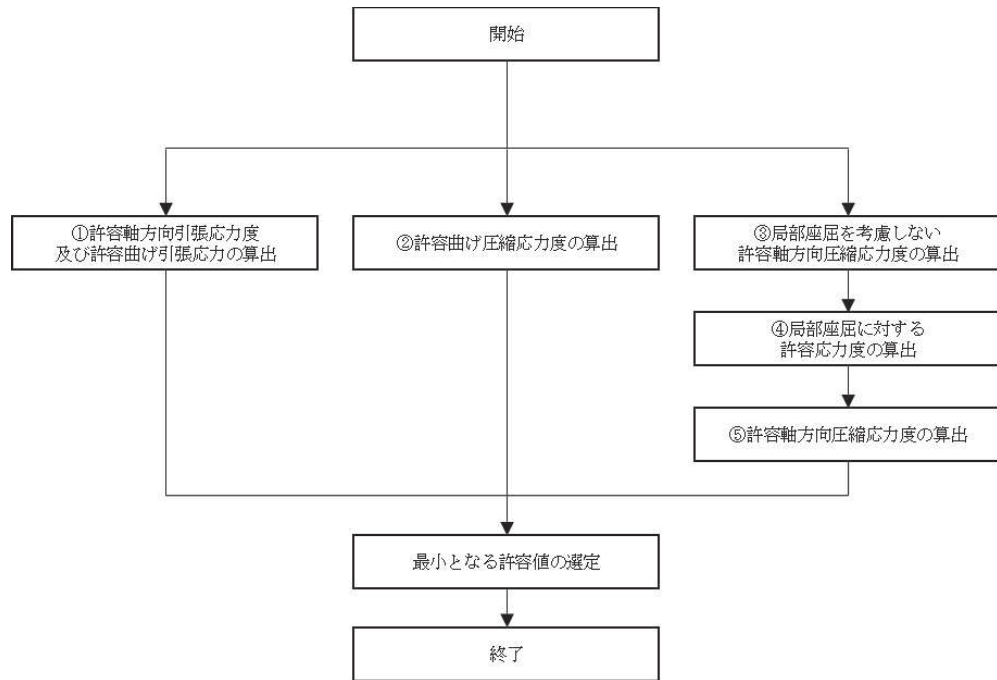 開始
①許容軸方向引張応力度
及び許容曲げ引張応力の算出
②許容曲げ圧縮応力度の算出
③局部座屈を考慮しない
許容軸方向圧縮応力度の算出
④局部座屈に対する
許容応力度の算出
⑤許容軸方向圧縮応力度の算出
最小となる許容値の選定
終了